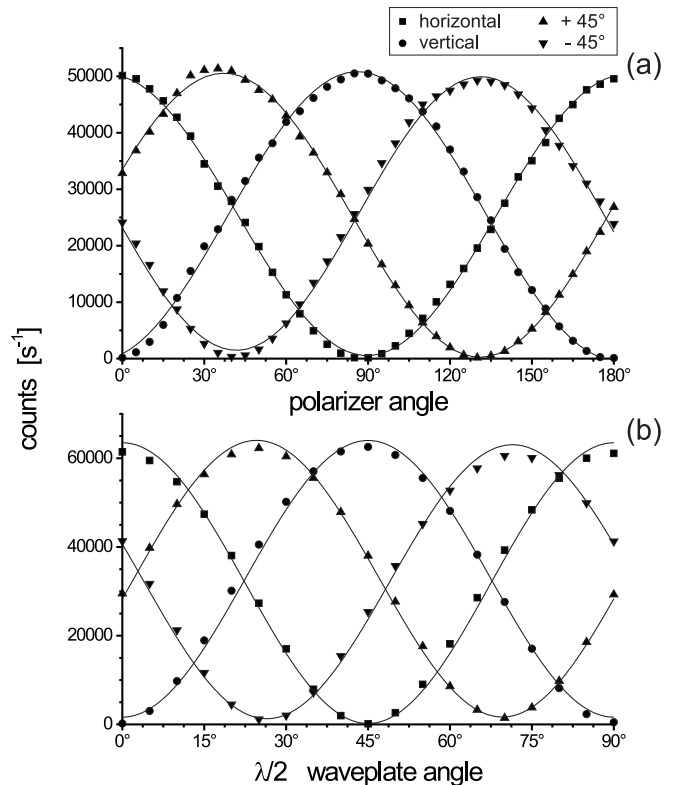 horizontal + 45°
vertical - 45°
(a)
50000
40000
30000
20000
10000
0
0° 30° 60° 90° 120° 150° 180°
polarizer angle
counts [s⁻¹]
(b)
60000
40000
20000
0
0° 15° 30° 45° 60° 75° 90°
λ/2 waveplate angle